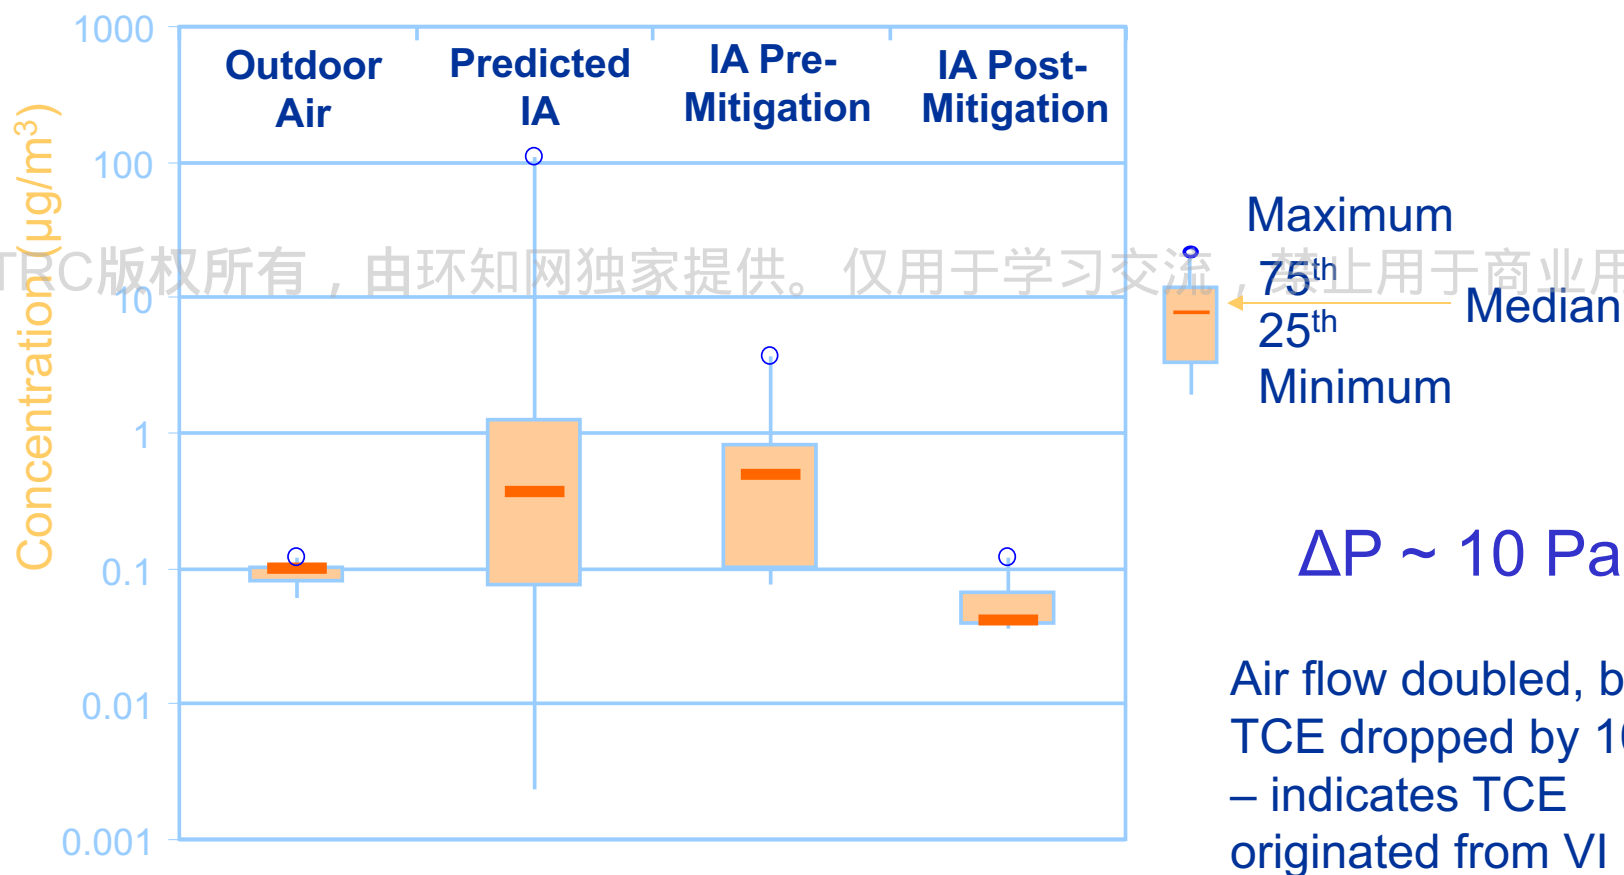 1000
100
10
1
0.1
0.01
0.001
Concentration (µg/m³)
Outdoor
Air
Predicted
IA
IA Pre-
Mitigation
IA Post-
Mitigation
TRC版权所有，由环知网独家提供。仅用于学习交流，禁止用于商业用
Maximum
75th
Median
25th
Minimum
ΔP ~ 10 Pa
Air flow doubled,
TCE dropped by
– indicates TCE
originated from VI